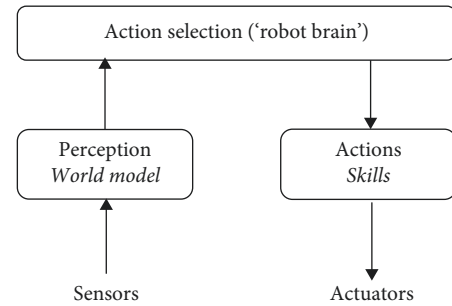 Action selection (‘robot brain’)
Perception
World model
Actions
Skills
Sensors
Actuators